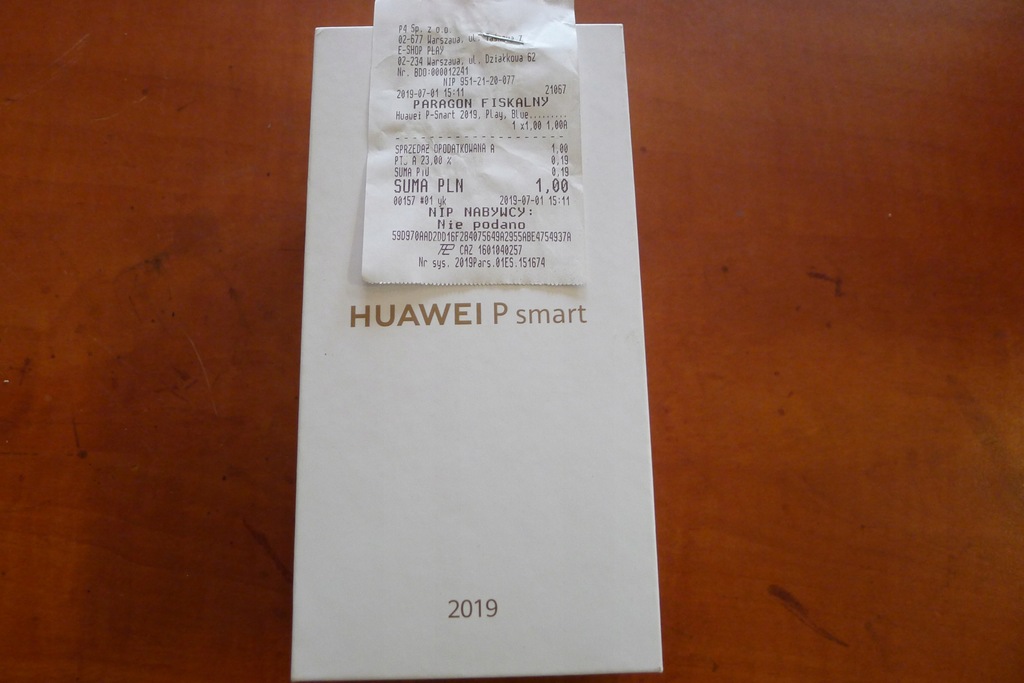 P4 Sp. z o.o.
02-677 Warszawa, ul.
E-SHOP PLAY
02-234 Warszawa, ul. Działkowa 62
Nr. BDO:000012241
NIP 951-21-20-077
2019-07-01 15:11 21067
PARAGON FISKALNY
Huawei P-Smart 2019, Play, Blue.........
1 x1,00 1,00A
SPRZEDAŻ OPODATKOWANA A 1,00
PTU A 23,00 % 0,19
SUMA PTU 0,19
SUMA PLN 1,00
00157 #01 yk 2019-07-01 15:11
NIP NABYWCY:
Nie podano
59D970AAD2DD16F284075649A2955ABE4754937A
CAZ 1601040257
Nr sys. 2019Pars.01ES.151674
HUAWEI P smart
2019